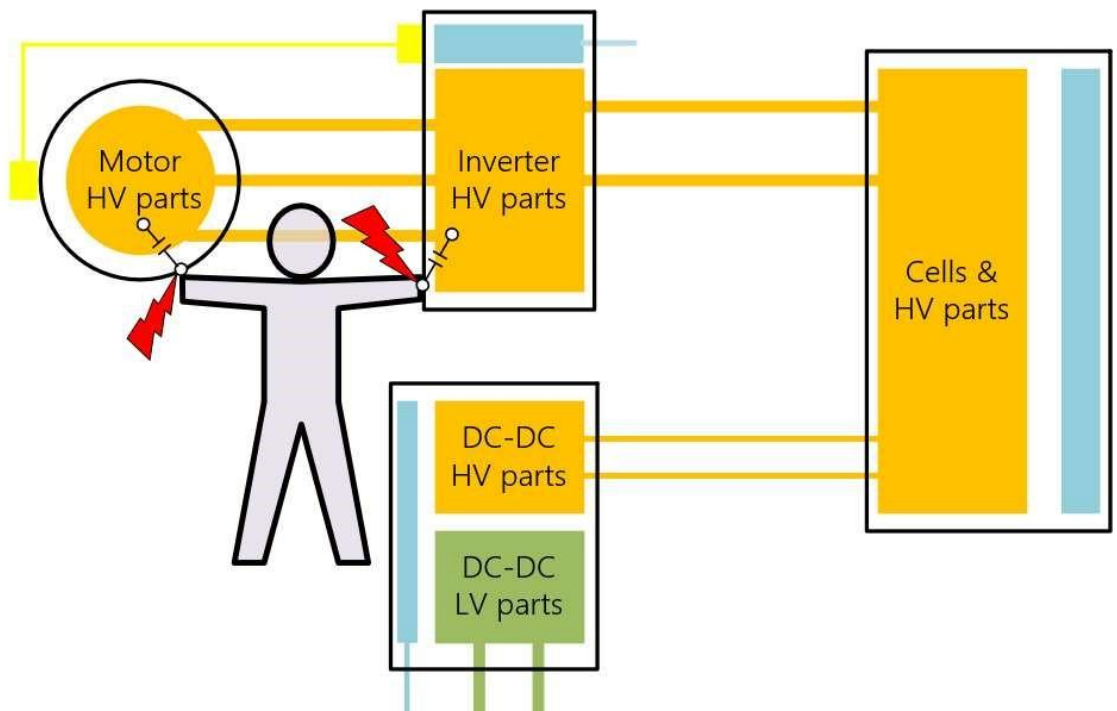 Motor
HV parts
Inverter
HV parts
Cells &
HV parts
DC-DC
HV parts
DC-DC
LV parts